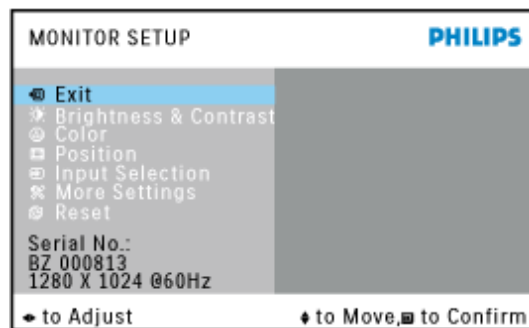 MONITOR SETUP
PHILIPS
Exit
Brightness & Contrast
Color
Position
Input Selection
More Settings
Reset
Serial No.:
BZ 000813
1280 X 1024 @60Hz
to Adjust
to Move, to Confirm